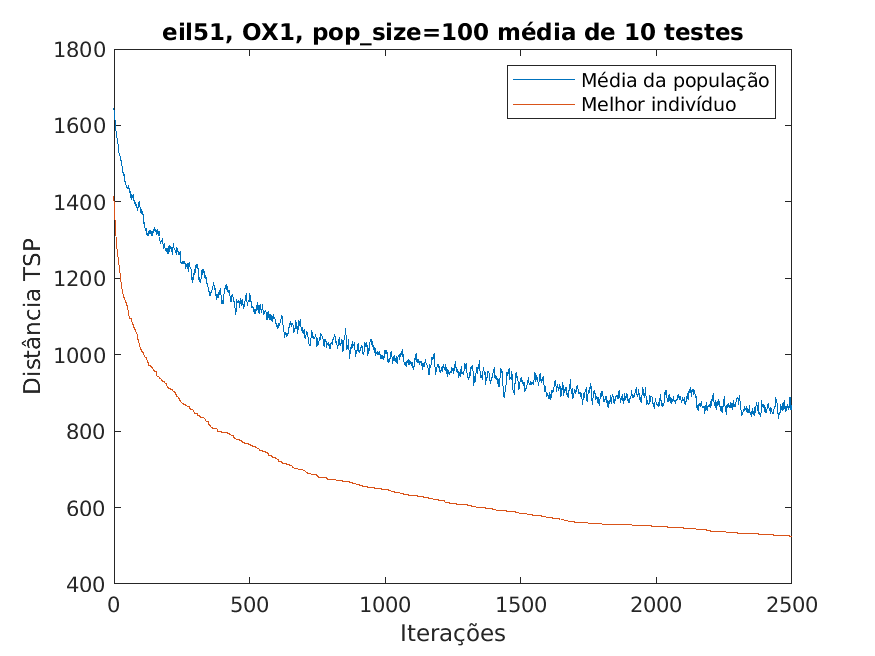 eil51, OX1, pop_size=100 média de 10 testes
1800
1600
1400
1200
1000
800
600
400
Distância TSP
Média da população
Melhor indivíduo
0 500 1000 1500 2000 2500
Iterações